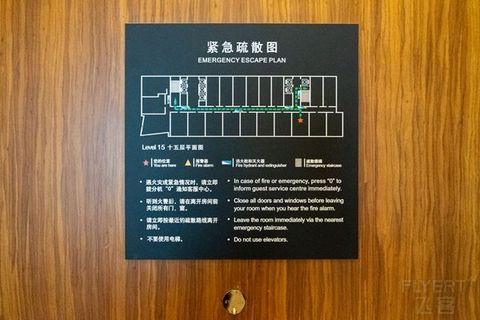 紧急疏散图
EMERGENCY ESCAPE PLAN
Level 15 十五层平面图
您的位置
You are here
报警器
Fire alarm
消火栓和灭火器
Fire hydrant and extinguisher
疏散楼梯
Emergency staircase
• 遇火灾或紧急情况时，请立即
拨分机 "0" 通知客服中心。
• 听到火警后，请在离开房间前
关闭所有门、窗。
• 请立即按最近的疏散路线离开
房间。
• 不要使用电梯。
• In case of fire or emergency, press "0" to
inform guest service centre immediately.
• Close all doors and windows before leaving
your room when you hear the fire alarm.
• Leave the room immediately via the nearest
emergency staircase.
• Do not use elevators.
FLYERT
飞客